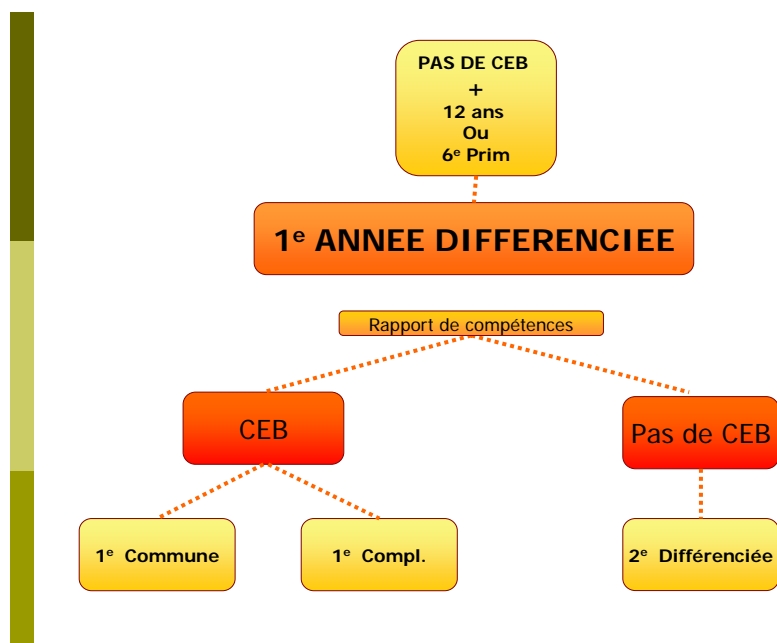 PAS DE CEB
+
12 ans
Ou
6e Prim
1e ANNEE DIFFERENCIEE
Rapport de compétences
CEB
Pas de CEB
1e Commune
1e Compl.
2e Différenciée